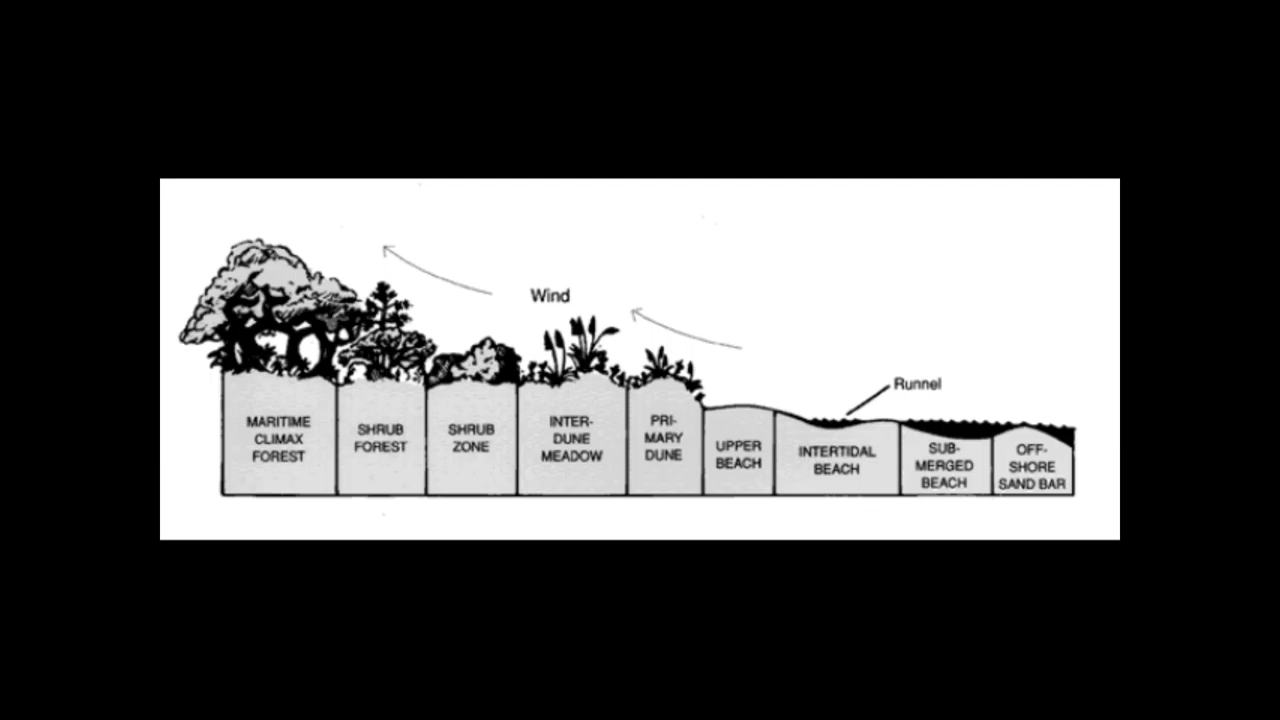 Wind
Runnel
MARITIME
CLIMAX
FOREST
SHRUB
FOREST
SHRUB
ZONE
INTER-
DUNE
MEADOW
PRI-
MARY
DUNE
UPPER
BEACH
INTERTIDAL
BEACH
SUB-
MERGED
BEACH
OFF-
SHORE
SAND BAR